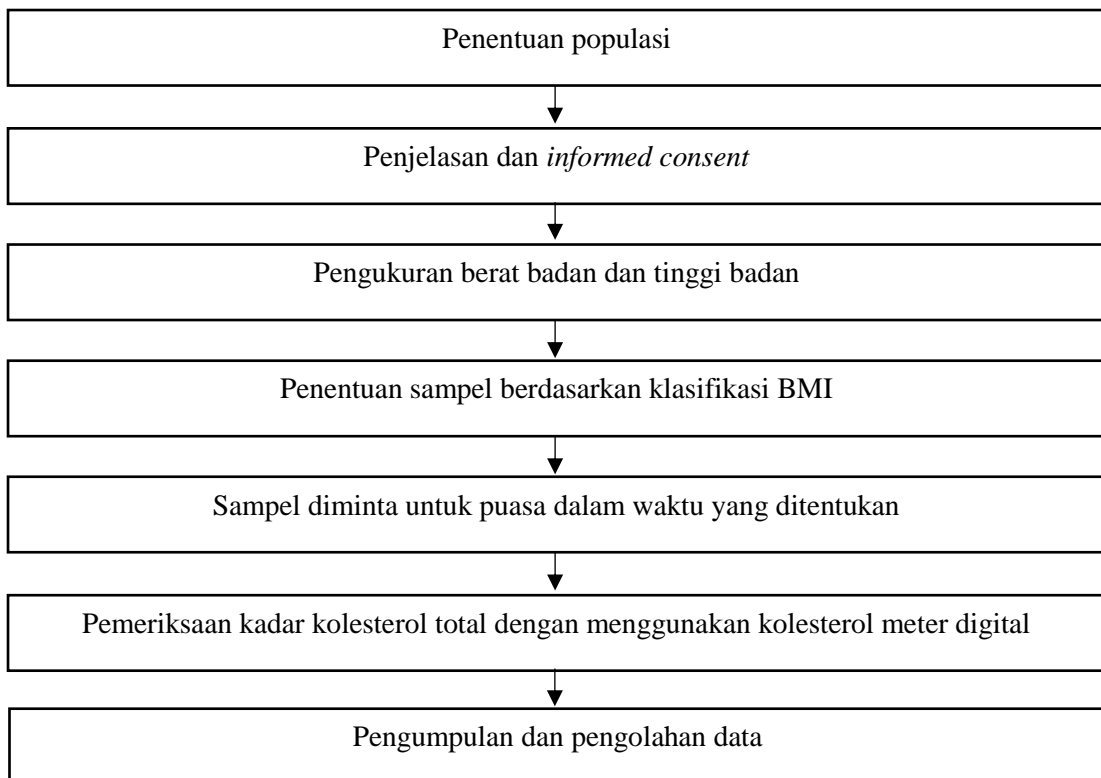 Penentuan populasi
Penjelasan dan informed consent
Pengukuran berat badan dan tinggi badan
Penentuan sampel berdasarkan klasifikasi BMI
Sampel diminta untuk puasa dalam waktu yang ditentukan
Pemeriksaan kadar kolesterol total dengan menggunakan kolesterol meter digital
Pengumpulan dan pengolahan data